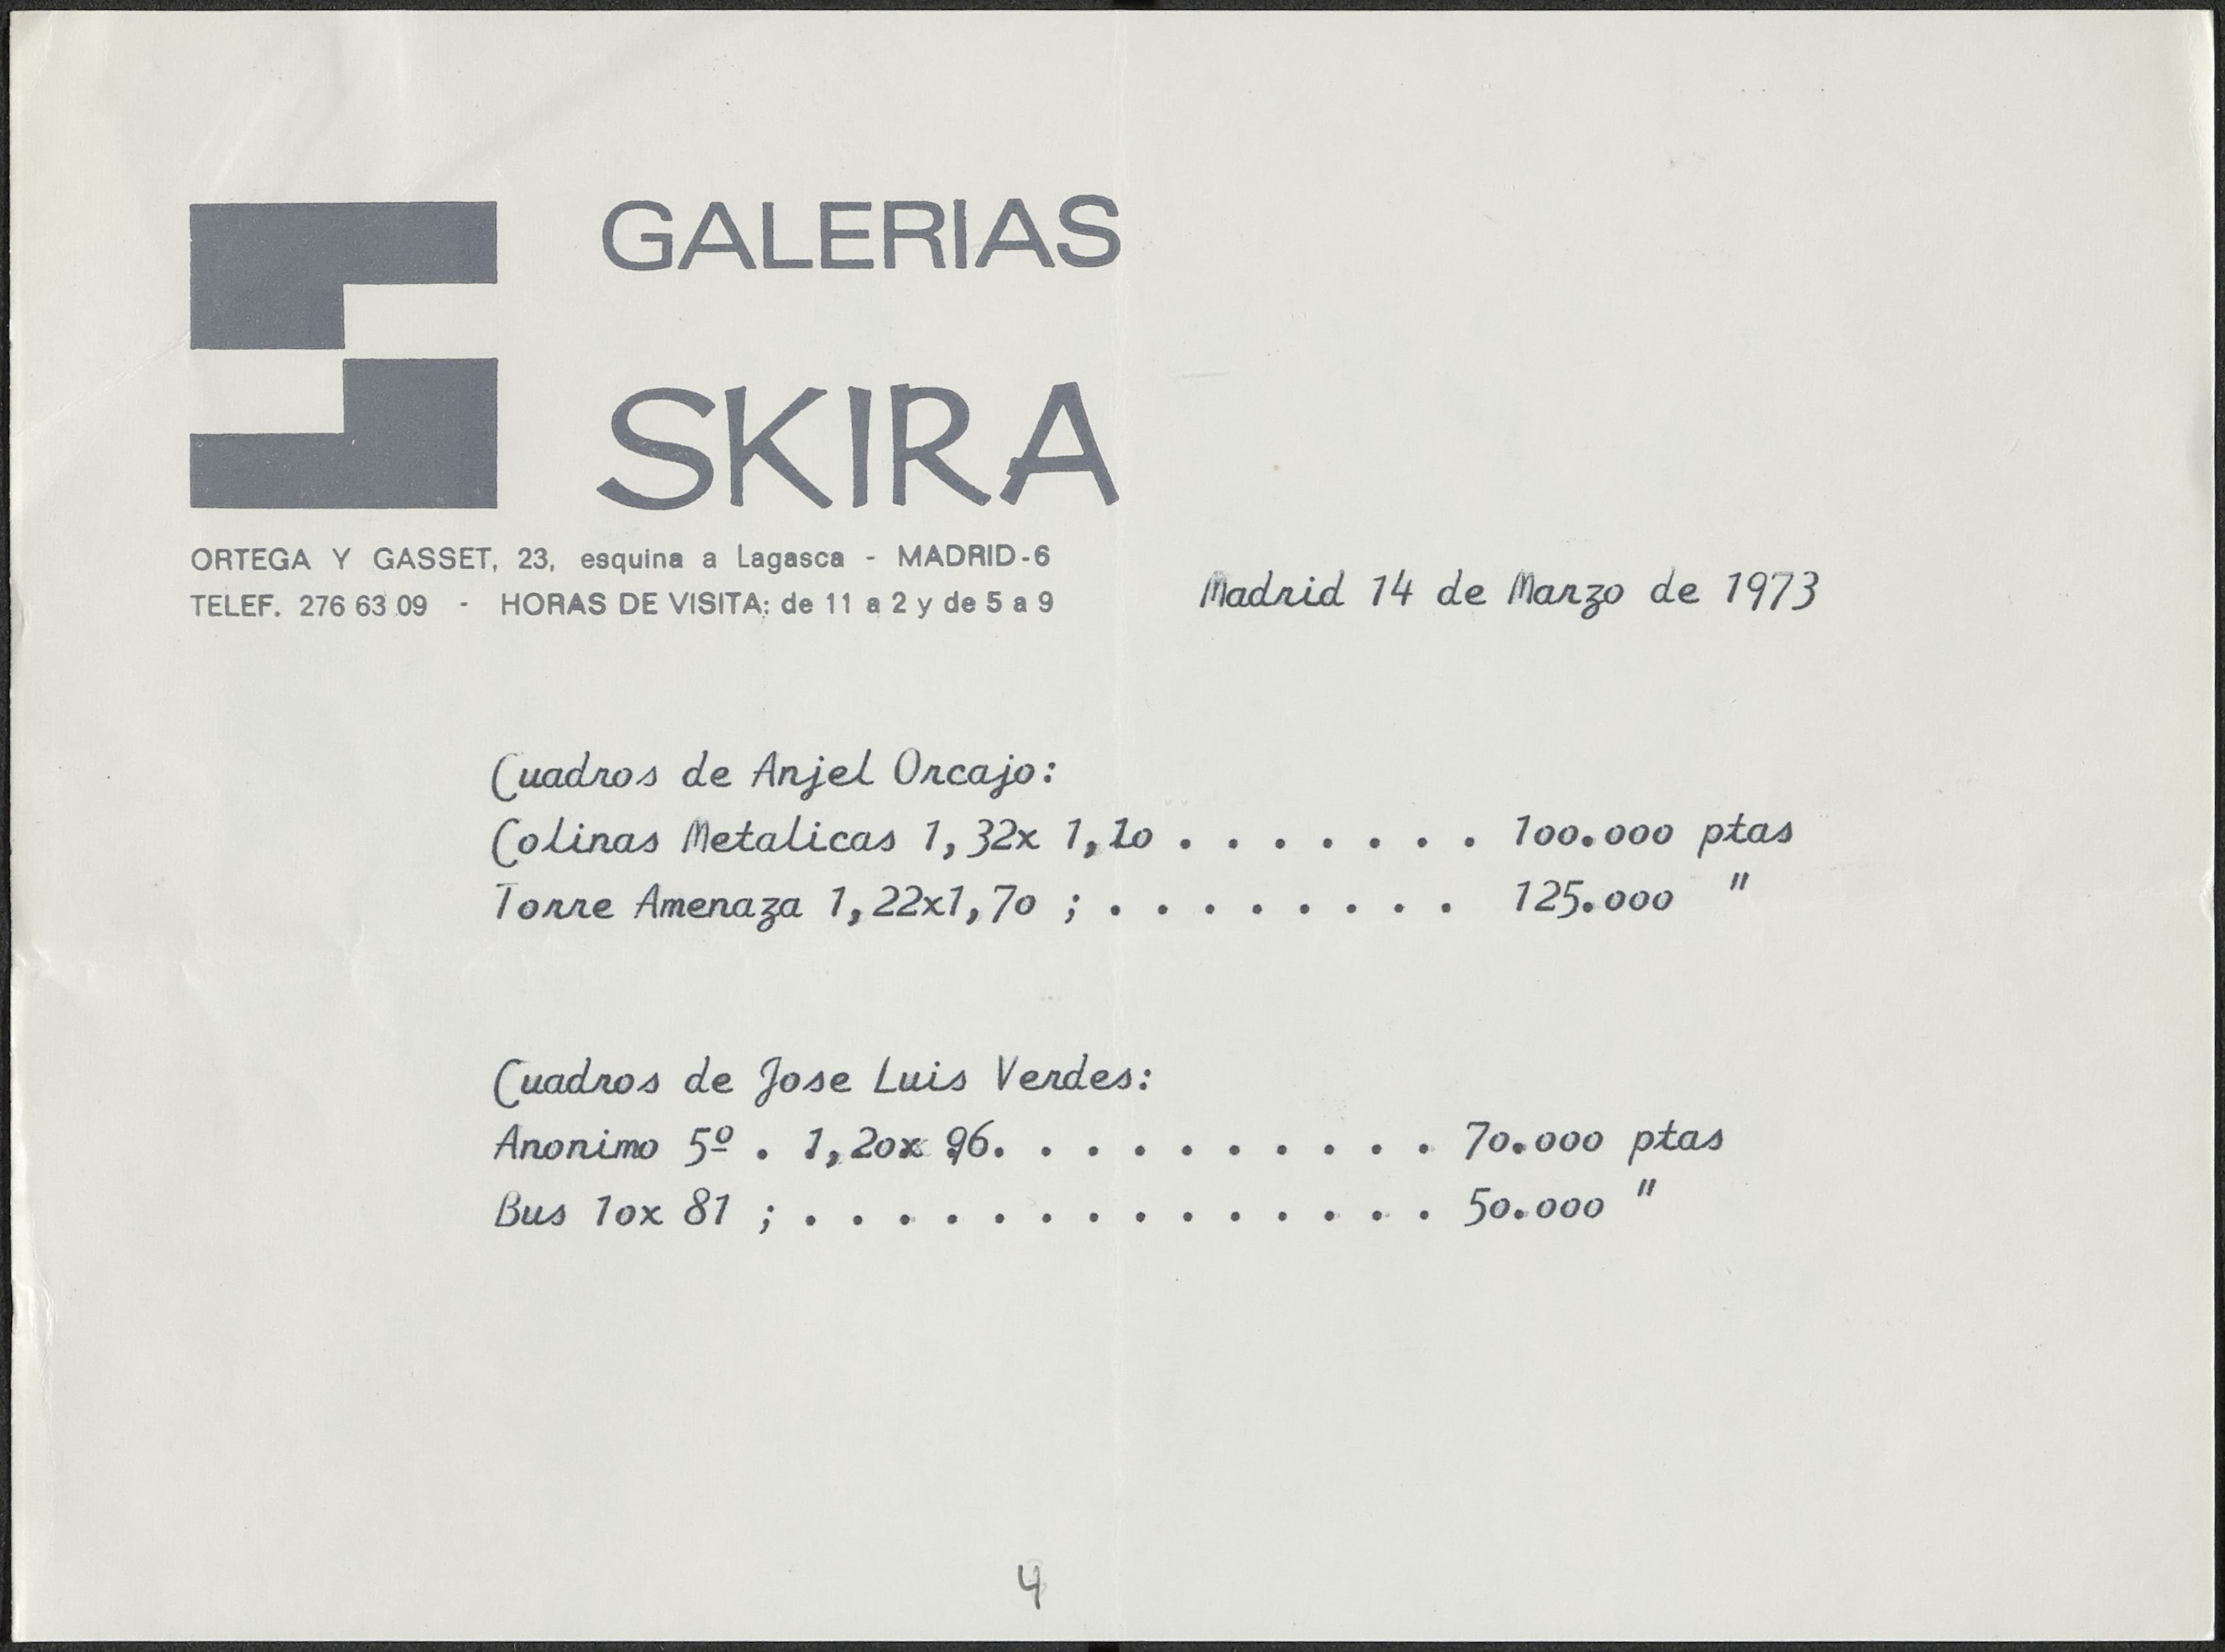 GALERIAS
SKIRA
ORTEGA Y GASSET, 23, esquina a Lagasca - MADRID-6
TELEF. 276 63 09 - HORAS DE VISITA: de 11 a 2 y de 5 a 9
Madrid 14 de Marzo de 1973
Cuadros de Anjel Orcajo:
Colinas Metalicas 1,32x 1,10 . . . . . . . 100.000 ptas
Torre Amenaza 1,22x1,70 ; . . . . . . . . 125.000 "
Cuadros de Jose Luis Verdes:
Anonimo 5º . 1,20x 96. . . . . . . . . . 70.000 ptas
Bus 10x 81 ; . . . . . . . . . . . . . . 50.000 "
4